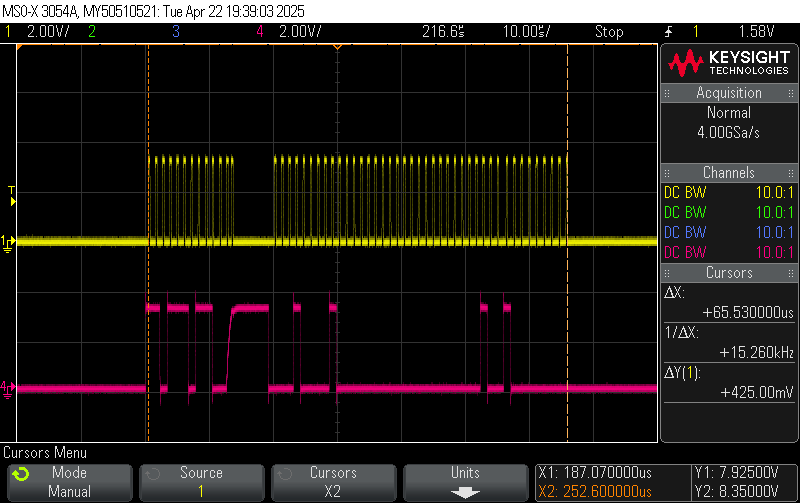 MSO-X 3054A, MY50510521: Tue Apr 22 19:39:03 2025
1 2.00V/ 2 3 4 2.00V/ 216.6s 10.00s/ Stop 1 1.58V
KEYSIGHT
TECHNOLOGIES
Acquisition
Normal
4.00GSa/s
Channels
DC BW 10.0:1
DC BW 10.0:1
DC BW 10.0:1
DC BW 10.0:1
Cursors
ΔX:
+65.530000us
1/ΔX:
+15.260kHz
ΔY(1):
+425.00mV
T
1
4
Cursors Menu
Mode
Manual
Source
1
Cursors
X2
Units
X1: 187.070000us Y1: 7.92500V
X2: 252.600000us Y2: 8.35000V